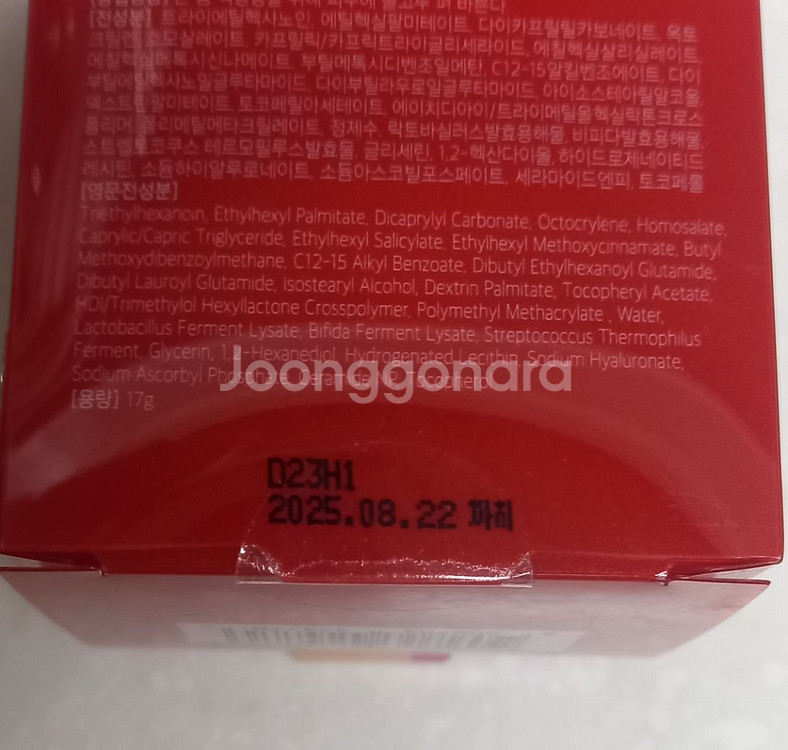 위해 피부에 골고루 펴 바른다.
[전성분] 트라이에틸헥사노인, 에틸헥실팔미테이트, 다이카프릴릴카보네이트, 옥토
크릴렌, 호모살레이트, 카프릴릭/카프릭트라이글리세라이드, 에칠헥실살리실레이트,
에칠헥실메톡시신나메이트, 부틸메톡시디벤조일메탄, C12-15알킬벤조에이트, 다이
부틸에틸헥사노일글루타마이드, 다이부틸라우로일글루타마이드, 아이소스테아릴알코올,
덱스트린팔미테이트, 토코페릴아세테이트, 에이치디아이/트라이메틸올헥실락톤크로스
폴리머, 폴리메틸메타크릴레이트, 정제수, 락토바실러스발효용해물, 비피다발효용해물,
스트렙토코쿠스 테르모필루스발효물, 글리세린, 1,2-헥산다이올, 하이드로제네이티드
레시틴, 소듐하이알루로네이트, 소듐아스코빌포스페이트, 세라마이드엔피, 토코페롤
[영문전성분]
Triethylhexanoin, Ethylhexyl Palmitate, Dicaprylyl Carbonate, Octocrylene, Homosalate,
Caprylic/Capric Triglyceride, Ethylhexyl Salicylate, Ethylhexyl Methoxycinnamate, Butyl
Methoxydibenzoylmethane, C12-15 Alkyl Benzoate, Dibutyl Ethylhexanoyl Glutamide,
Dibutyl Lauroyl Glutamide, Isostearyl Alcohol, Dextrin Palmitate, Tocopheryl Acetate,
HDI/Trimethylol Hexyllactone Crosspolymer, Polymethyl Methacrylate , Water,
Lactobacillus Ferment Lysate, Bifida Ferment Lysate, Streptococcus Thermophilus
Ferment, Glycerin, 1,2-Hexanediol, Hydrogenated Lecithin, Sodium Hyaluronate,
Sodium Ascorbyl Phosphate, Ceramide NP, Tocopherol
Joonggonara
[용량] 17g
D23H1
2025.08.22 까지